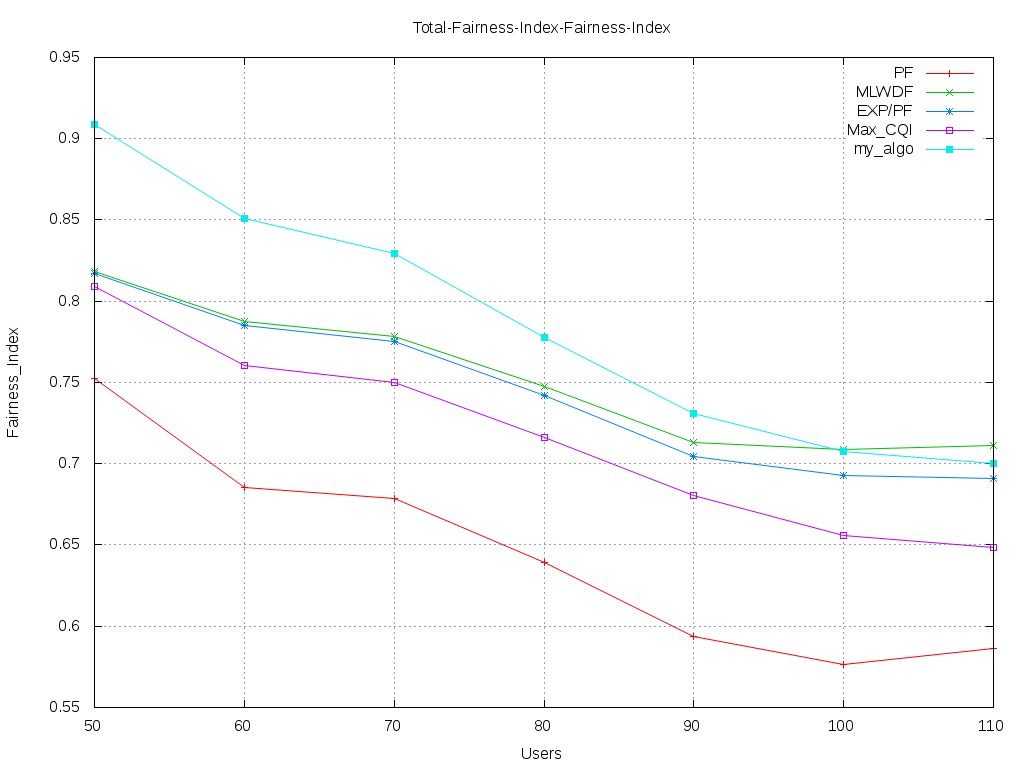 Total-Fairness-Index-Fairness-Index
0.95
0.9
0.85
0.8
0.75
0.7
0.65
0.6
0.55
Fairness_Index
PF
MLWDF
EXP/PF
Max_CQI
my_algo
50 60 70 80 90 100 110
Users